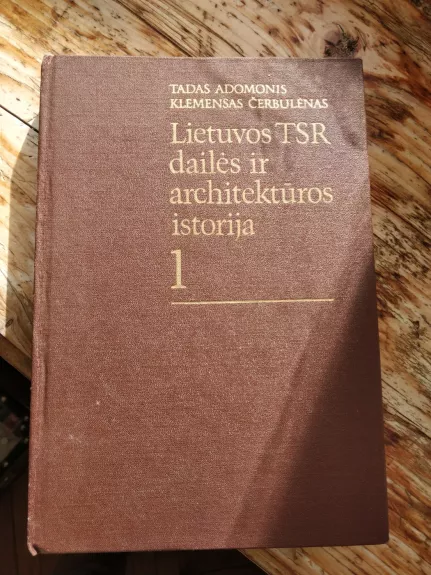 TADAS ADOMONIS
KLEMENSAS ČERBULĖNAS
Lietuvos TSR
dailės ir
architektūros
istorija
1